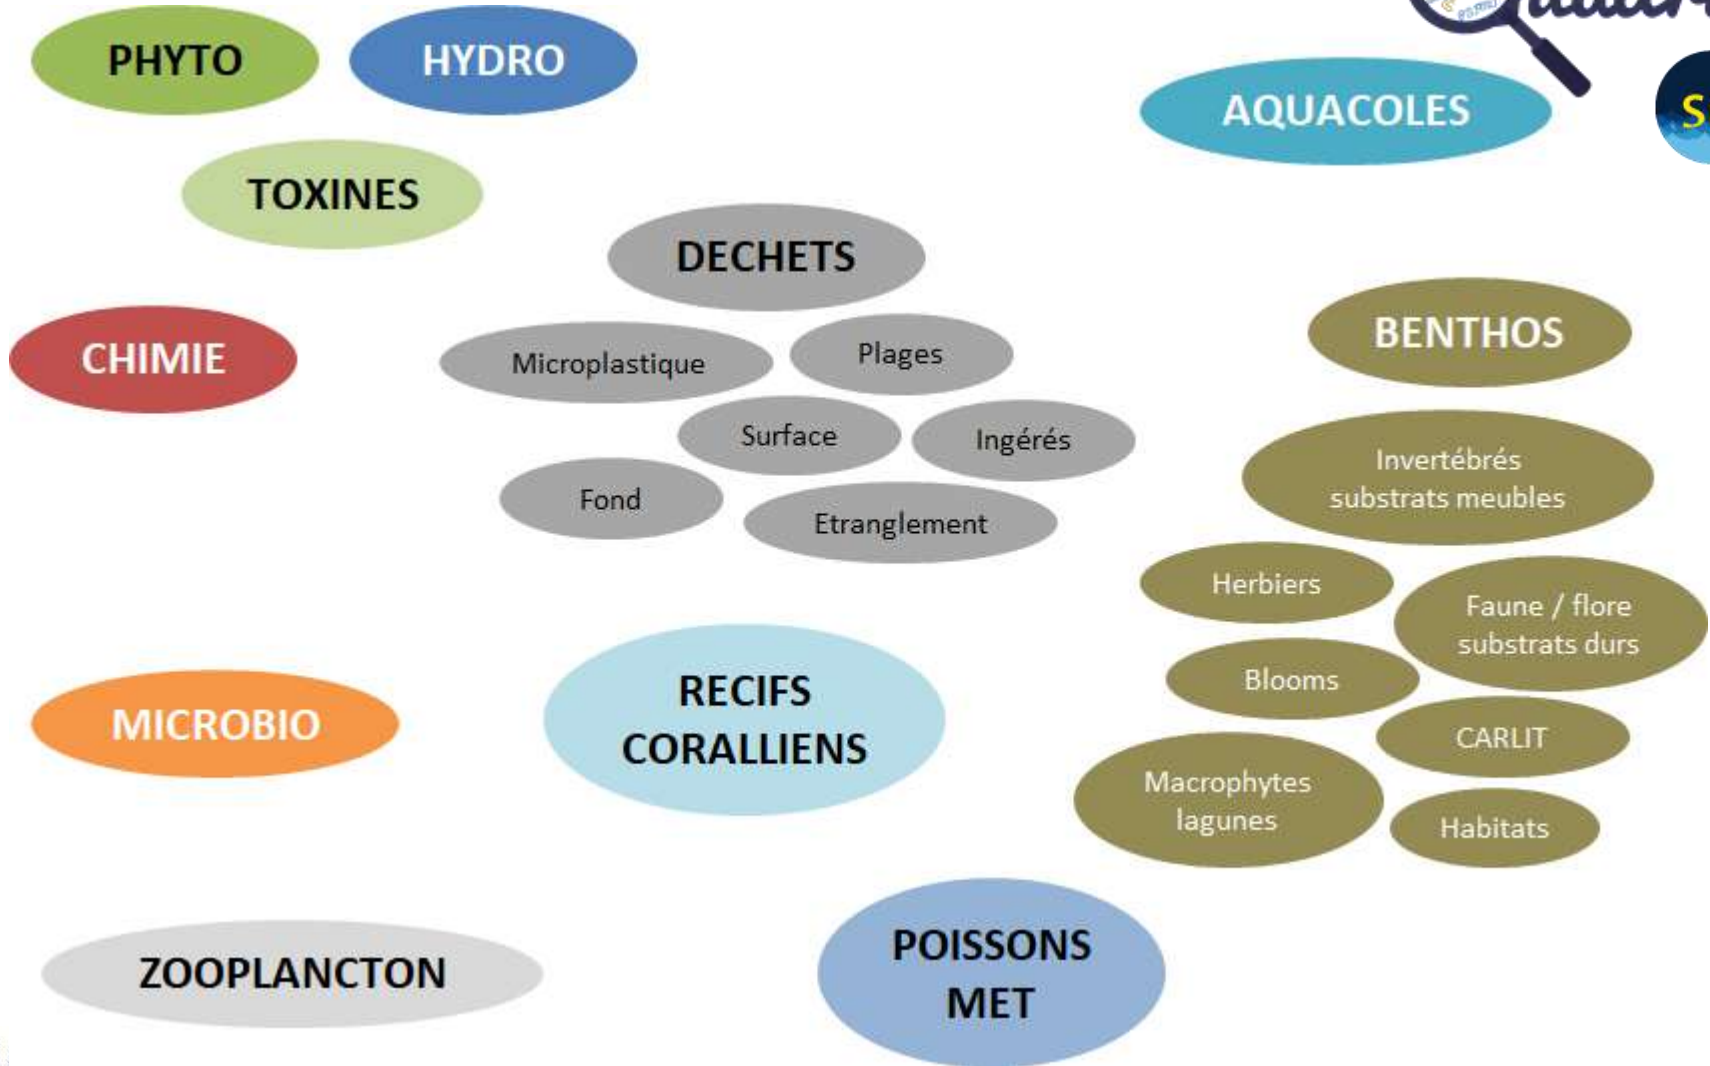 PHYTO
HYDRO
AQUACOLES
TOXINES
DECHETS
CHIMIE
Microplastique
Plages
Surface
Ingérés
Fond
Etranglement
BENTHOS
Invertébrés
substrats meubles
Herbiers
Faune / flore
substrats durs
Blooms
CARLIT
Macrophytes
lagunes
Habitats
MICROBIO
RECIFS
CORALLIENS
ZOOPLANCTON
POISSONS
MET
S